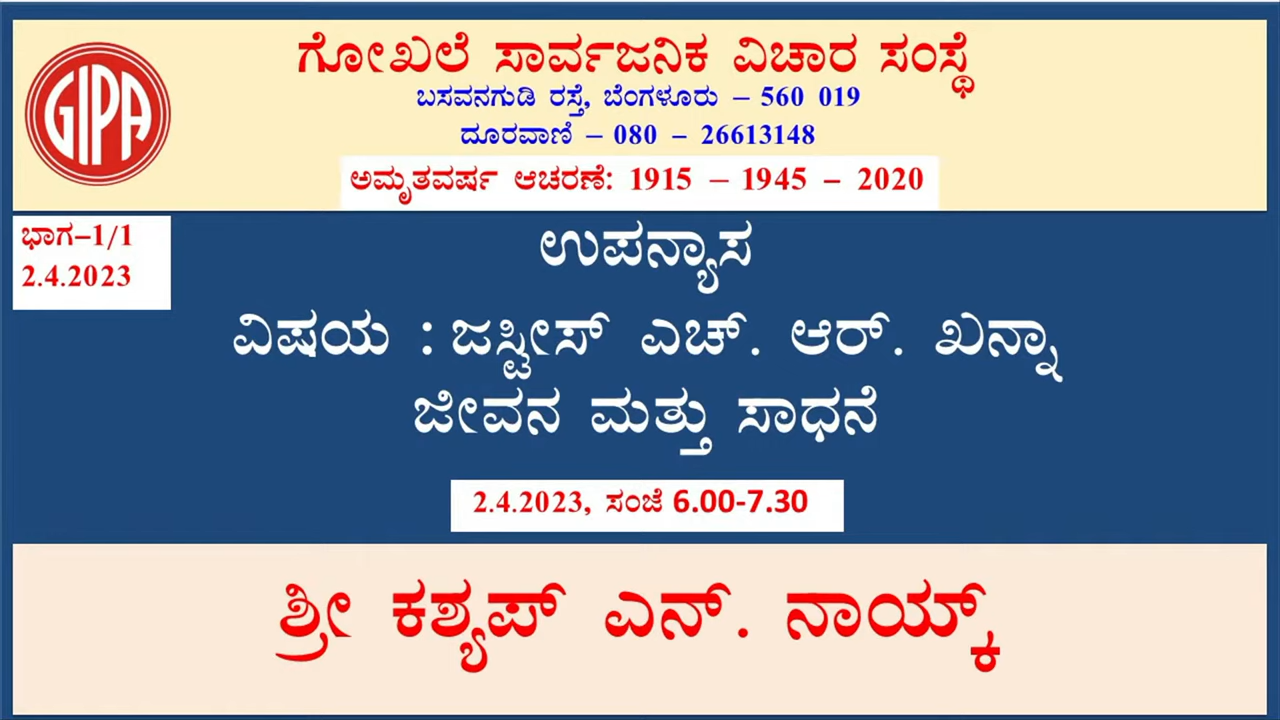 GIPA
ಗೋಖಲೆ ಸಾರ್ವಜನಿಕ ವಿಚಾರ ಸಂಸ್ಥೆ
ಬಸವನಗುಡಿ ರಸ್ತೆ, ಬೆಂಗಳೂರು – 560 019
ದೂರವಾಣಿ – 080 – 26613148
ಅಮೃತವರ್ಷ ಆಚರಣೆ: 1915 – 1945 – 2020
ಭಾಗ–1/1
2.4.2023
ಉಪನ್ಯಾಸ
ವಿಷಯ : ಜಸ್ಟೀಸ್ ಎಚ್. ಆರ್. ಖನ್ನಾ
ಜೀವನ ಮತ್ತು ಸಾಧನೆ
2.4.2023, ಸಂಜೆ 6.00-7.30
ಶ್ರೀ ಕಶ್ಯಪ್ ಎನ್. ನಾಯ್ಕ್